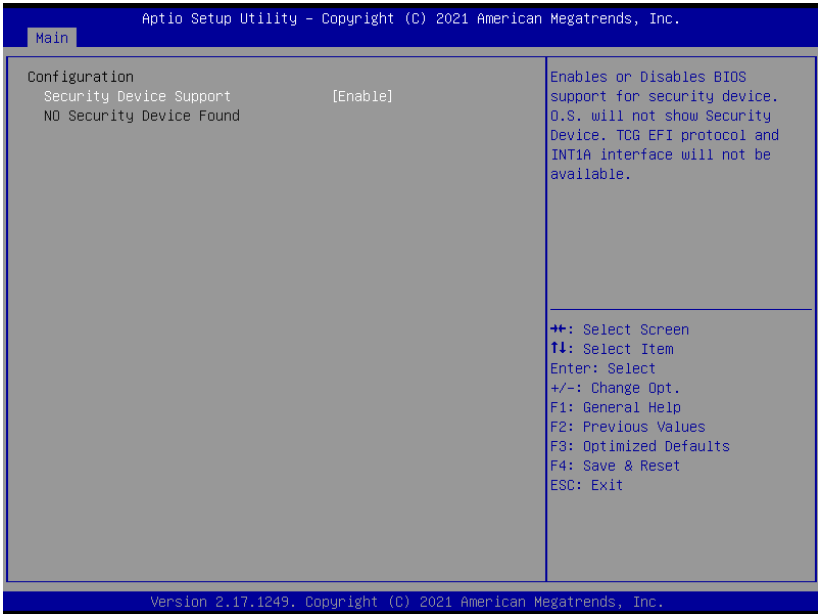 Aptio Setup Utility – Copyright (C) 2021 American Megatrends, Inc.
Main
Configuration
Security Device Support [Enable]
NO Security Device Found
Enables or Disables BIOS
support for security device.
O.S. will not show Security
Device. TCG EFI protocol and
INT1A interface will not be
available.
→←: Select Screen
↑↓: Select Item
Enter: Select
+/-: Change Opt.
F1: General Help
F2: Previous Values
F3: Optimized Defaults
F4: Save & Reset
ESC: Exit
Version 2.17.1249. Copyright (C) 2021 American Megatrends, Inc.